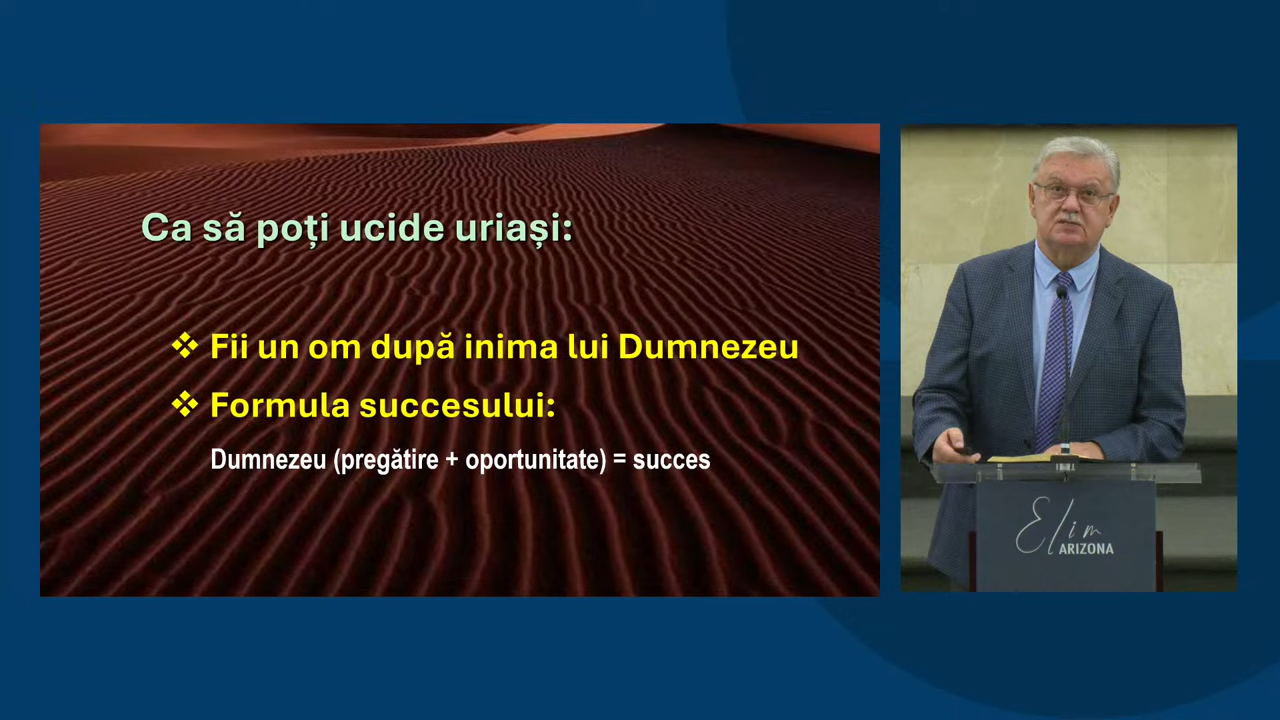 Ca să poți ucide uriași:
❖ Fii un om după inima lui Dumnezeu
❖ Formula succesului:
Dumnezeu (pregătire + oportunitate) = succes
Elim
ARIZONA